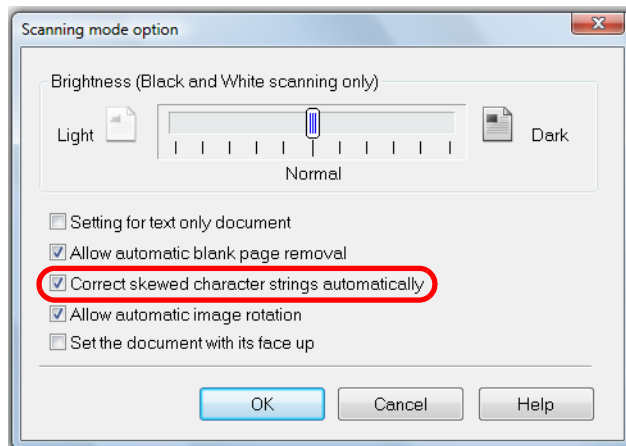 Scanning mode option
Brightness (Black and White scanning only)
Light
Dark
Normal
Setting for text only document
Allow automatic blank page removal
Correct skewed character strings automatically
Allow automatic image rotation
Set the document with its face up
OK Cancel Help